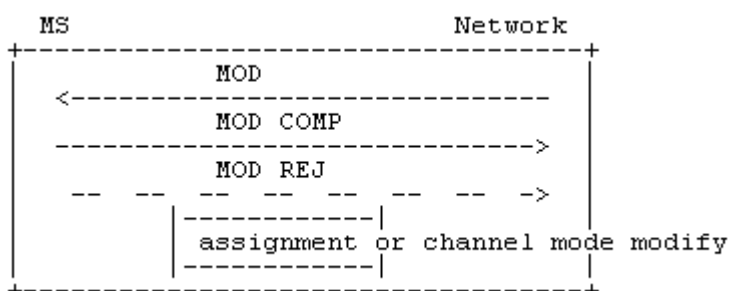 MS Network
MOD
MOD COMP
MOD REJ
assignment or channel mode modify